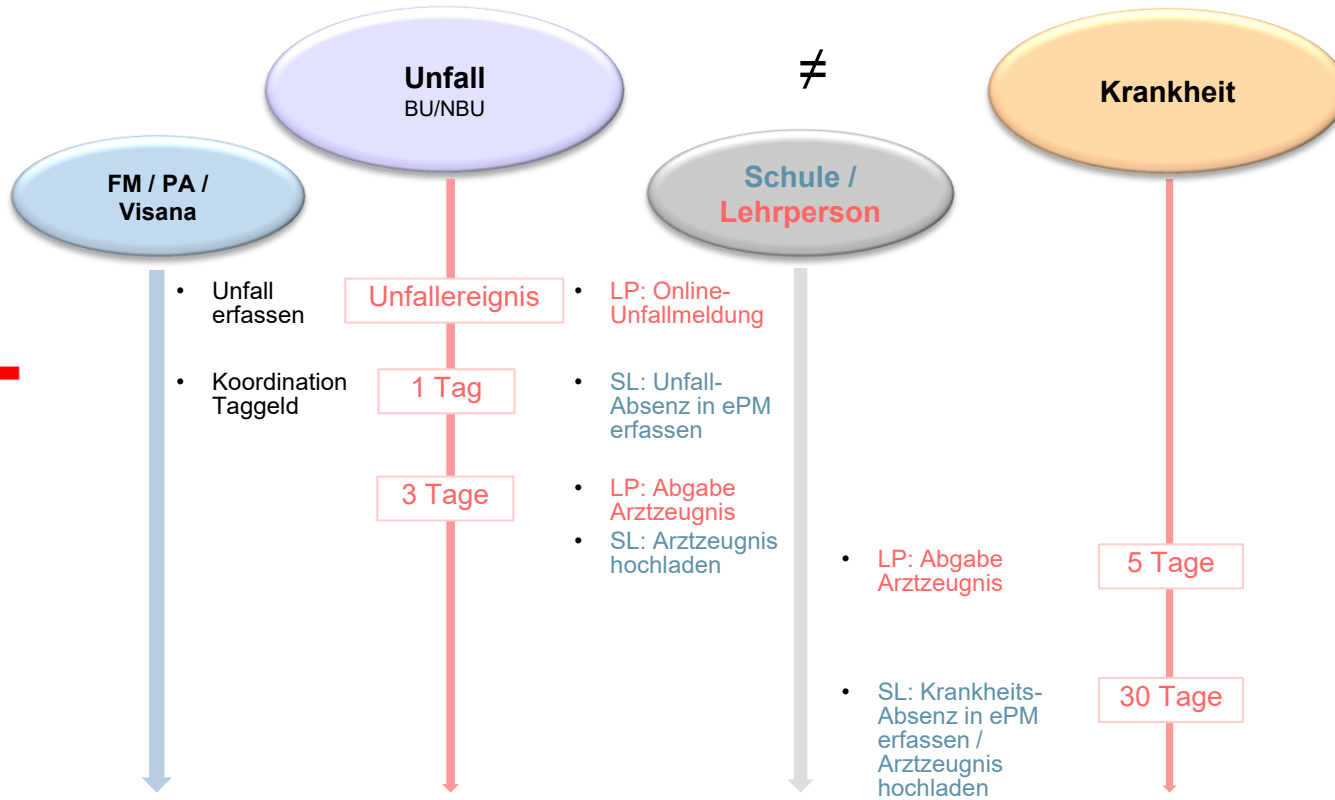 Unfall
BU/NBU
≠
Krankheit
FM / PA /
Visana
Schule /
Lehrperson
• Unfall
erfassen
Unfallereignis
• LP: Online-
Unfallmeldung
• Koordination
Taggeld
1 Tag
• SL: Unfall-
Absenz in ePM
erfassen
3 Tage
• LP: Abgabe
Arztzeugnis
• SL: Arztzeugnis
hochladen
• LP: Abgabe
Arztzeugnis
5 Tage
• SL: Krankheits-
Absenz in ePM
erfassen /
Arztzeugnis
hochladen
30 Tage